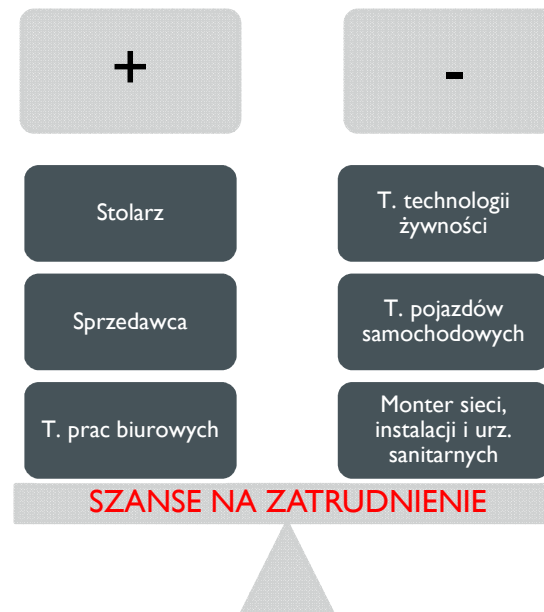 +
-
Stolarz
T. technologii
żywności
Sprzedawca
T. pojazdów
samochodowych
T. prac biurowych
Monter sieci,
instalacji i urz.
sanitarnych
SZANSE NA ZATRUDNIENIE